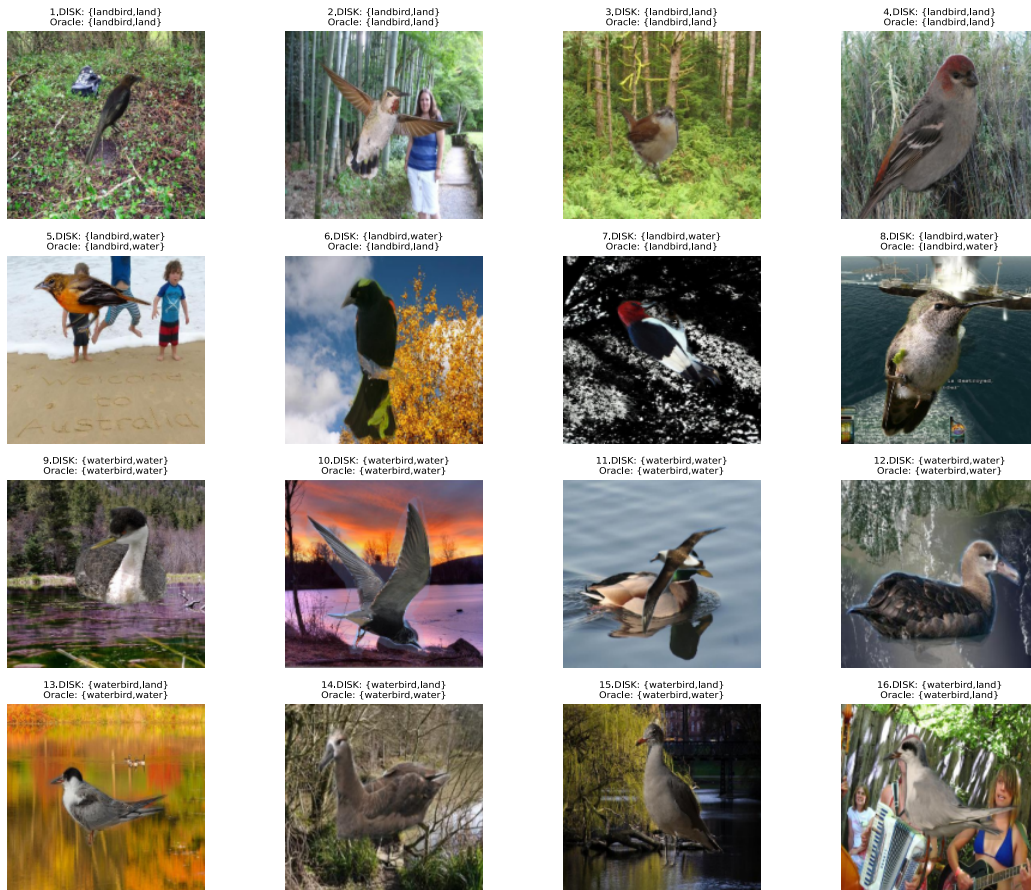 1,DISK: {landbird,land}
Oracle: {landbird,land}
2,DISK: {landbird,land}
Oracle: {landbird,land}
3,DISK: {landbird,land}
Oracle: {landbird,land}
4,DISK: {landbird,land}
Oracle: {landbird,land}
5,DISK: {landbird,water}
Oracle: {landbird,water}
6,DISK: {landbird,water}
Oracle: {landbird,land}
7,DISK: {landbird,water}
Oracle: {landbird,land}
8,DISK: {landbird,water}
Oracle: {landbird,water}
Welcome
to
Australia
9.DISK: {waterbird,water}
Oracle: {waterbird,water}
10.DISK: {waterbird,water}
Oracle: {waterbird,water}
11.DISK: {waterbird,water}
Oracle: {waterbird,water}
12.DISK: {waterbird,water}
Oracle: {waterbird,water}
13.DISK: {waterbird,land}
Oracle: {waterbird,water}
14.DISK: {waterbird,land}
Oracle: {waterbird,water}
15.DISK: {waterbird,land}
Oracle: {waterbird,water}
16.DISK: {waterbird,land}
Oracle: {waterbird,land}